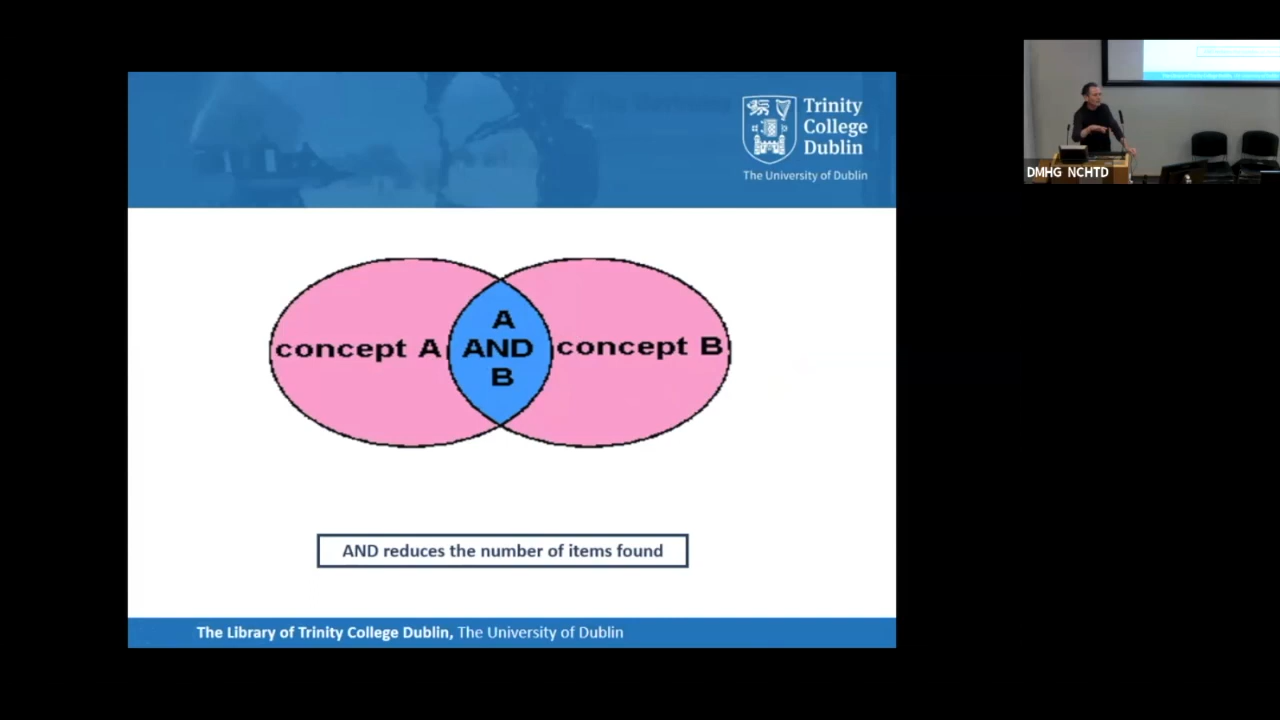 Trinity
College
Dublin
The University of Dublin
concept A
A
AND
B
concept B
AND reduces the number of items found
The Library of Trinity College Dublin, The University of Dublin
DMHG NCHTD